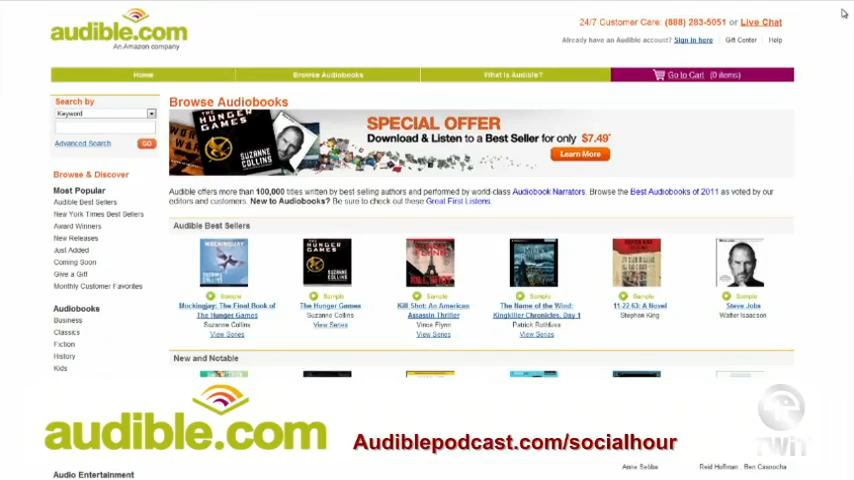 audible.com
An Amazon company
24/7 Customer Care: (888) 283-5051 or Live Chat
Already have an Audible account? Sign in here Gift Center Help
Home Browse Audiobooks What is Audible? Go to Cart (0 items)
Search by
Keyword
Advanced Search GO
Browse & Discover
Most Popular
Audible Best Sellers
New York Times Best Sellers
Award Winners
New Releases
Just Added
Coming Soon
Give a Gift
Monthly Customer Favorites
Audiobooks
Business
Classics
Fiction
History
Kids
Browse Audiobooks
THE HUNGER GAMES
SUZANNE COLLINS
SPECIAL OFFER
Download & Listen to a Best Seller for only $7.49*
Learn More
Audible offers more than 100,000 titles written by best selling authors and performed by world-class Audiobook Narrators. Browse the Best Audiobooks of 2011 as voted by our
editors and customers. New to Audiobooks? Be sure to check out these Great First Listens.
Audible Best Sellers
Sample Sample Sample Sample Sample Sample
Mockingjay: The Final Book of The Hunger Games
Suzanne Collins
View Series
The Hunger Games
Suzanne Collins
View Series
Kill Shot: An American Assassin Thriller
Vince Flynn
View Series
The Name of the Wind: Kingkiller Chronicles, Day 1
Patrick Rothfuss
View Series
11.22.63: A Novel
Stephen King
Steve Jobs
Walter Isaacson
New and Notable
audible.com
Audiblepodcast.com/socialhour
TWiT
Audio Entertainment
Anne Sebba
Reid Hoffman, Ben Casnocha